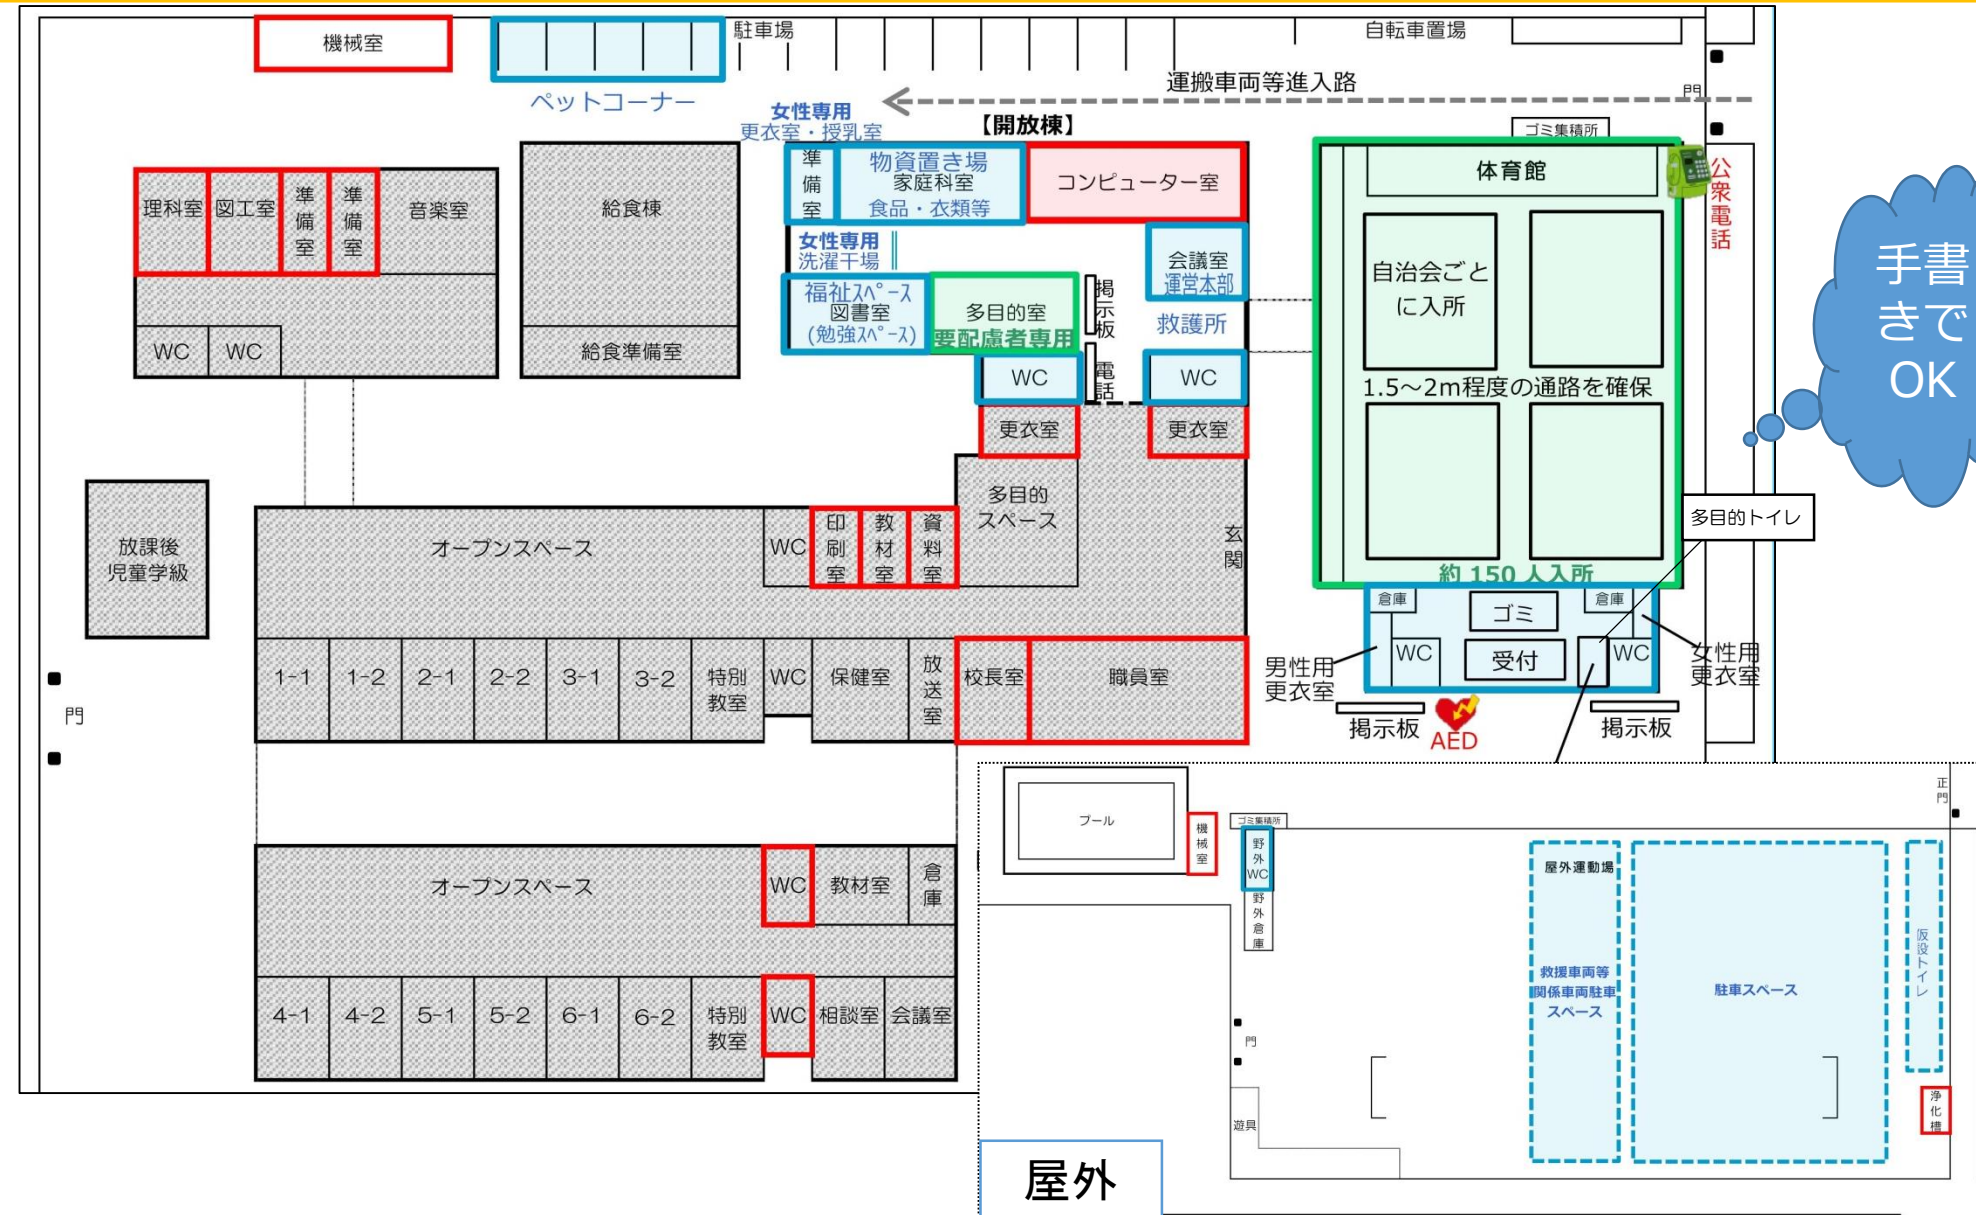 機械室
駐車場
自転車置場
ペットコーナー
運搬車両等進入路
門
女性専用
更衣室・授乳室
【開放棟】
ゴミ集積所
理科室
図工室
準備室
準備室
音楽室
WC
WC
給食棟
給食準備室
準備室
物資置き場
家庭科室
食品・衣類等
コンピューター室
女性専用
洗濯干場
会議室
運営本部
福祉スペース
図書室
(勉強スペース)
多目的室
要配慮者専用
掲示板
救護所
WC
電話
WC
更衣室
更衣室
体育館
公衆電話
自治会ごと
に入所
1.5～2m程度の通路を確保
約 150 人入所
手書
きで
OK
多目的トイレ
倉庫
ゴミ
倉庫
WC
受付
WC
男性用
更衣室
女性用
更衣室
掲示板
AED
掲示板
放課後
児童学級
門
オープンスペース
WC
印刷室
教材室
資料室
多目的
スペース
玄関
1-1
1-2
2-1
2-2
3-1
3-2
特別
教室
WC
保健室
放送室
校長室
職員室
オープンスペース
WC
教材室
倉庫
4-1
4-2
5-1
5-2
6-1
6-2
特別
教室
WC
相談室
会議室
プール
機械室
ゴミ集積所
野外WC
野外倉庫
正門
屋外運動場
救援車両等
関係車両駐車
スペース
駐車スペース
仮設トイレ
門
浄化槽
遊具
屋外